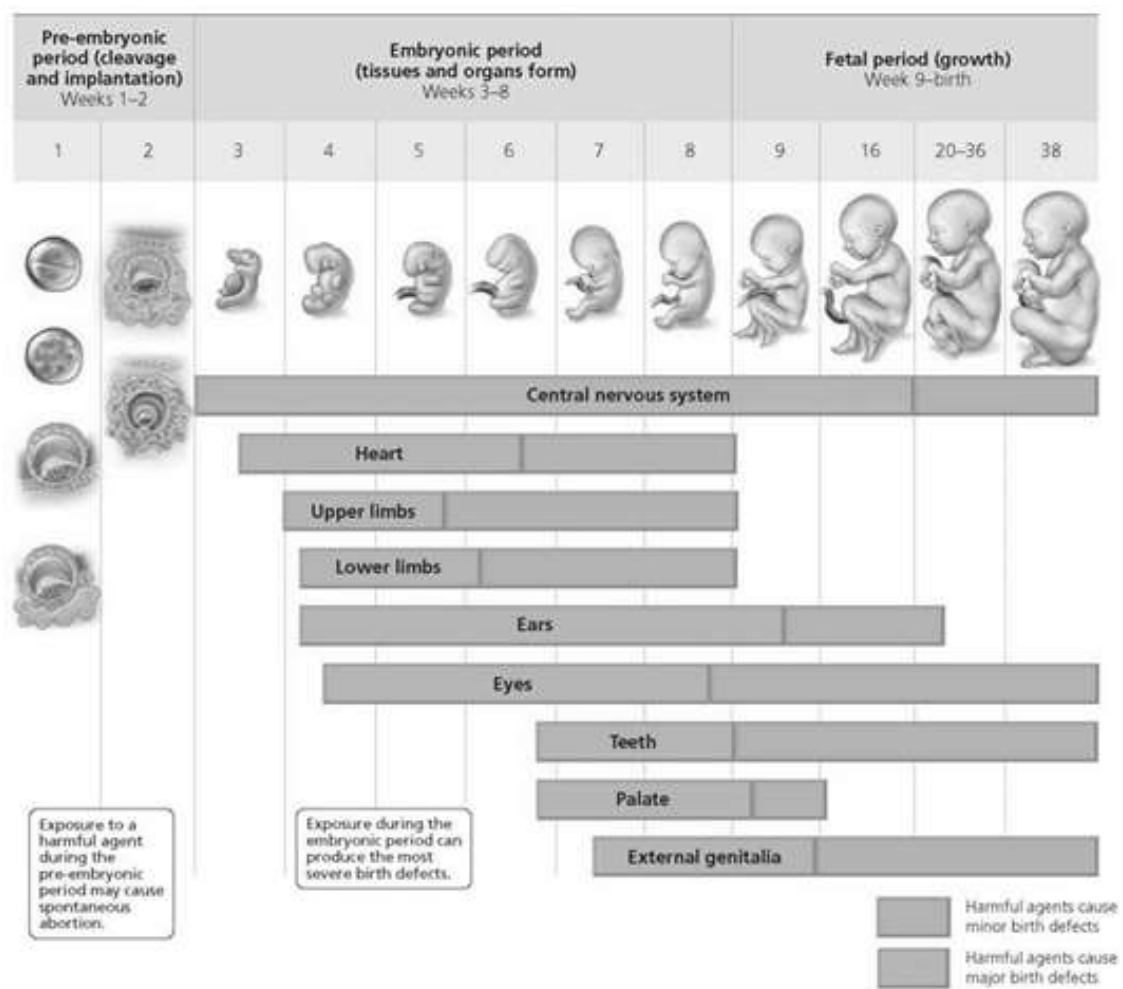 Pre-embryonic
period (cleavage
and implantation)
Weeks 1–2
Embryonic period
(tissues and organs form)
Weeks 3–8
Fetal period (growth)
Week 9–birth
1 2 3 4 5 6 7 8 9 16 20–36 38
Central nervous system
Heart
Upper limbs
Lower limbs
Ears
Eyes
Teeth
Palate
External genitalia
Exposure to a
harmful agent
during the
pre-embryonic
period may cause
spontaneous
abortion.
Exposure during the
embryonic period can
produce the most
severe birth defects.
Harmful agents cause
minor birth defects
Harmful agents cause
major birth defects